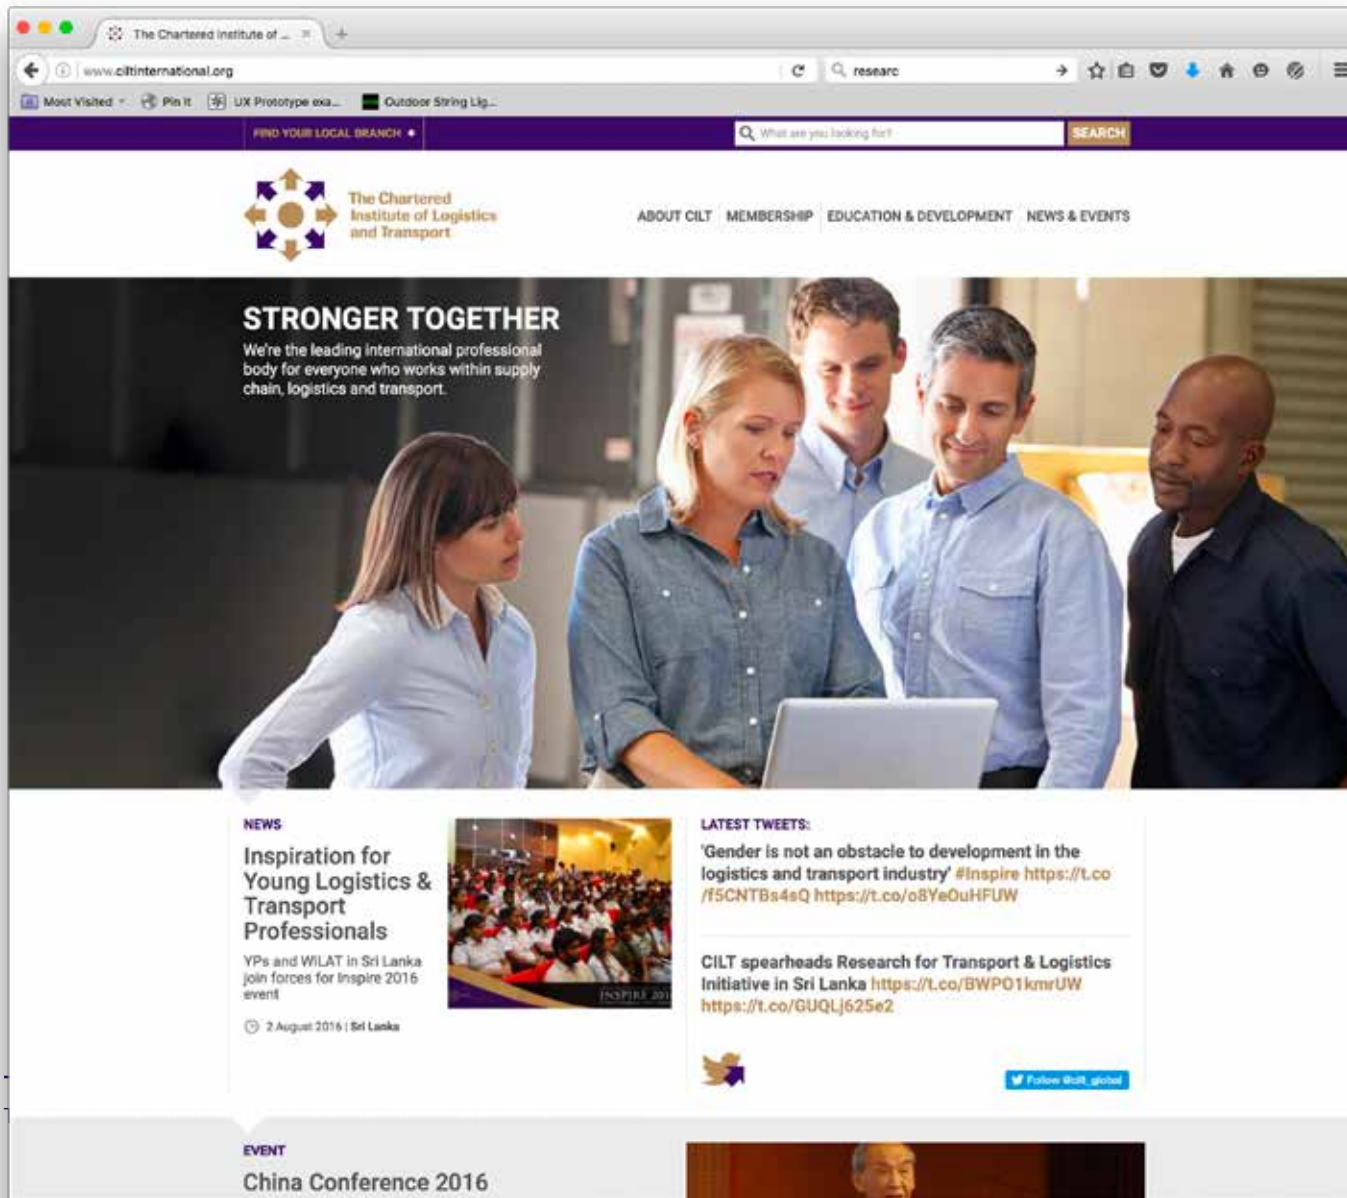 The Chartered Institute of ...
www.ciltinternational.org
researc
Most Visited
Pin It
UX Prototype exa...
Outdoor String Lig...
FIND YOUR LOCAL BRANCH
What are you looking for?
SEARCH
The Chartered
Institute of Logistics
and Transport
ABOUT CILT
MEMBERSHIP
EDUCATION & DEVELOPMENT
NEWS & EVENTS
STRONGER TOGETHER
We're the leading international professional
body for everyone who works within supply
chain, logistics and transport.
NEWS
Inspiration for
Young Logistics &
Transport
Professionals
YPs and WiLAT in Sri Lanka
join forces for Inspire 2016
event
2 August 2016 | Sri Lanka
INSPIRE 201
LATEST TWEETS:
'Gender is not an obstacle to development in the
logistics and transport industry' #Inspire https://t.co
/f5CNTBs4sQ https://t.co/o8YeOuHFUW
CILT spearheads Research for Transport & Logistics
Initiative in Sri Lanka https://t.co/BWPO1kmrUW
https://t.co/GUQLj625e2
Follow @cilt_global
EVENT
China Conference 2016